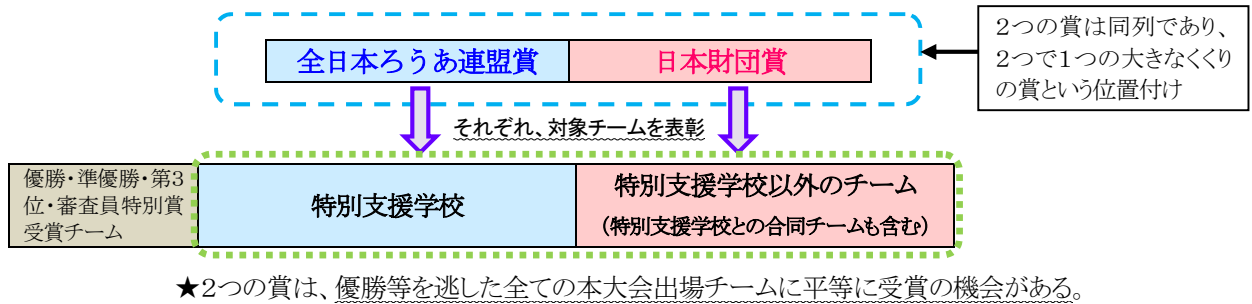 2つの賞は同列であり、
2つで1つの大きなくくり
の賞という位置付け
全日本ろうあ連盟賞 日本財団賞
それぞれ、対象チームを表彰
優勝・準優勝・第3
位・審査員特別賞
受賞チーム
特別支援学校
特別支援学校以外のチーム
(特別支援学校との合同チームも含む)
★2つの賞は、優勝等を逃した全ての本大会出場チームに平等に受賞の機会がある。